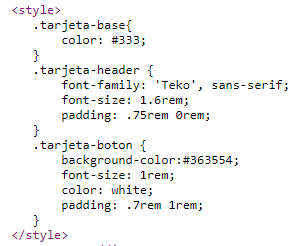 <style>
.tarjeta-base{
color: #333;
}
.tarjeta-header {
font-family: 'Teko', sans-serif;
font-size: 1.6rem;
padding: .75rem 0rem;
}
.tarjeta-boton {
background-color:#363554;
font-size: 1rem;
color: white;
padding: .7rem 1rem;
}
</style>